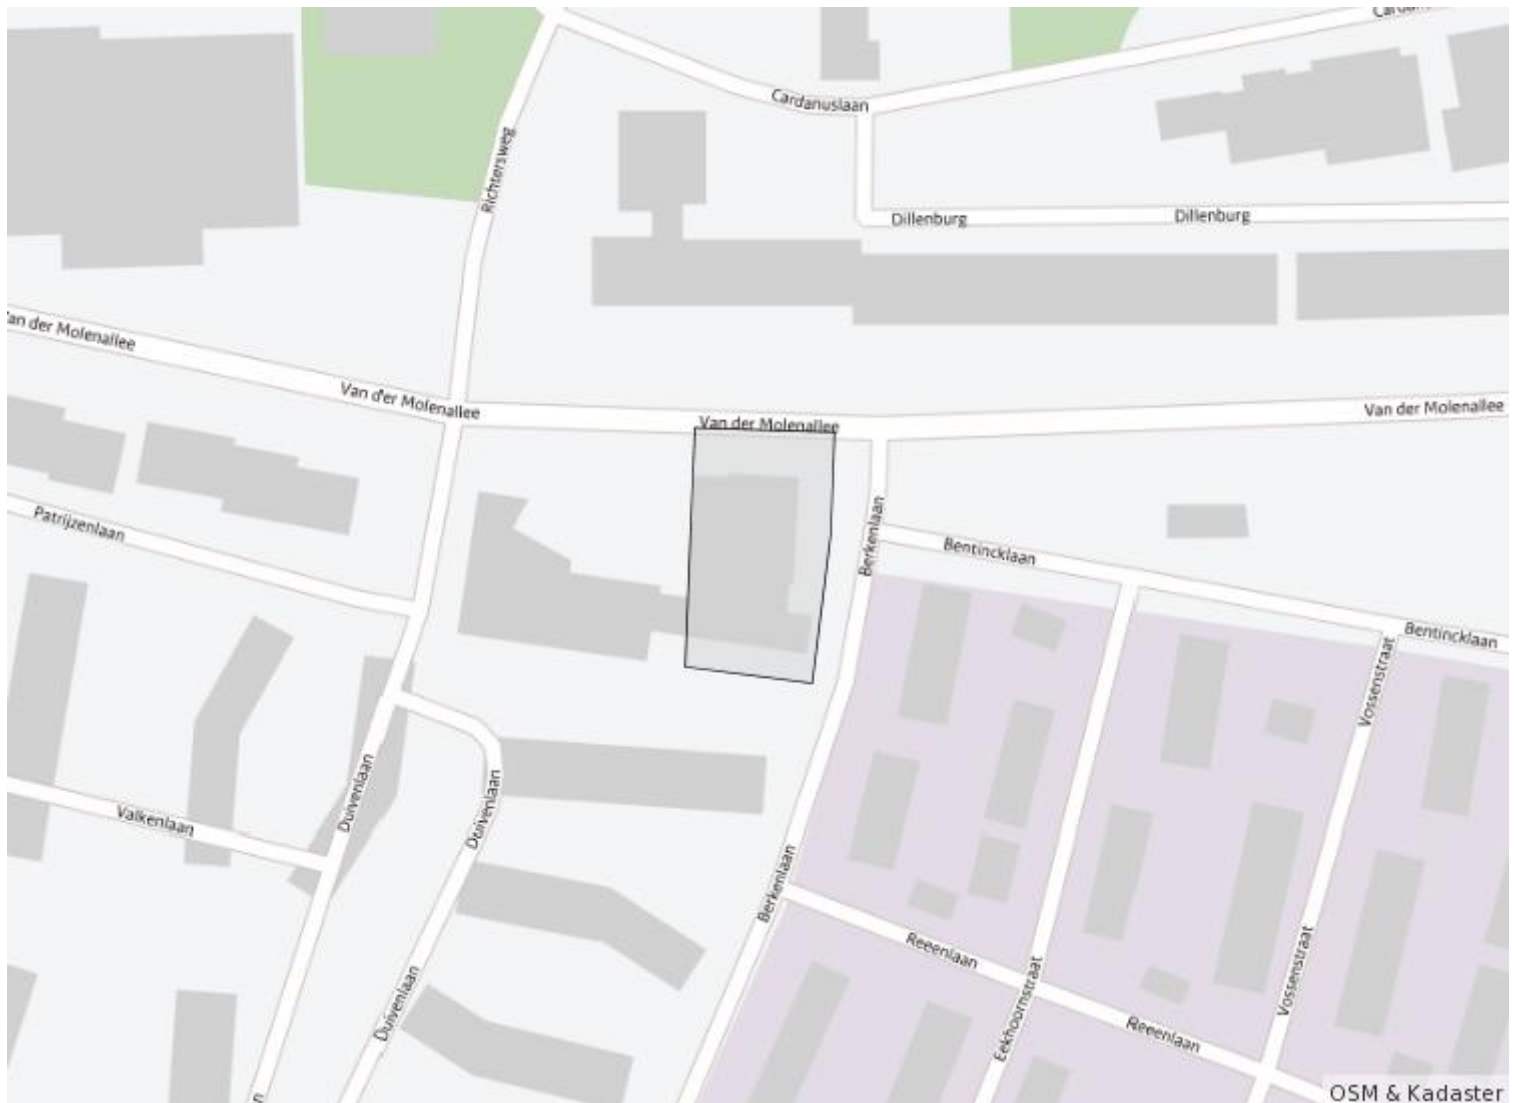 Cardanuslaan
Richtersweg
Dillenburg
Dillenburg
an der Molenallee
Van der Molenallee
Van der Molenallee
Van der Molenallee
Patrijzenlaan
Berkenlaan
Bentincklaan
Bentincklaan
Vossenstraat
Valkenlaan
Duivenlaan
Duivenlaan
Berkenlaan
Reeenlaan
Duivenlaan
Eekhoornstraat
Vossenstraat
Reeenlaan
OSM & Kadaster